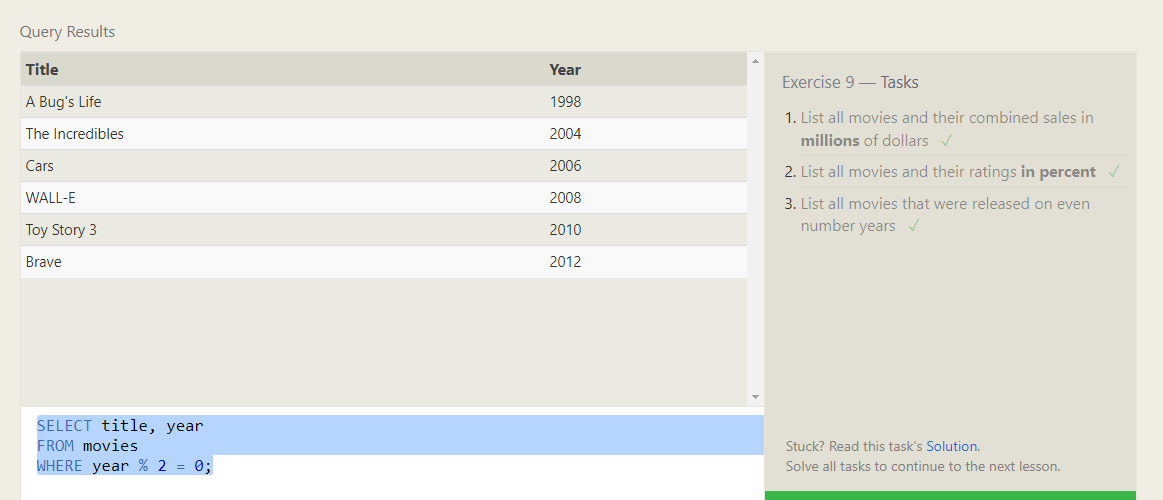 Query Results
Title Year
A Bug's Life 1998
The Incredibles 2004
Cars 2006
WALL-E 2008
Toy Story 3 2010
Brave 2012
SELECT title, year
FROM movies
WHERE year % 2 = 0;
Exercise 9 — Tasks
1. List all movies and their combined sales in
millions of dollars ✓
2. List all movies and their ratings in percent ✓
3. List all movies that were released on even
number years ✓
Stuck? Read this task's Solution.
Solve all tasks to continue to the next lesson.